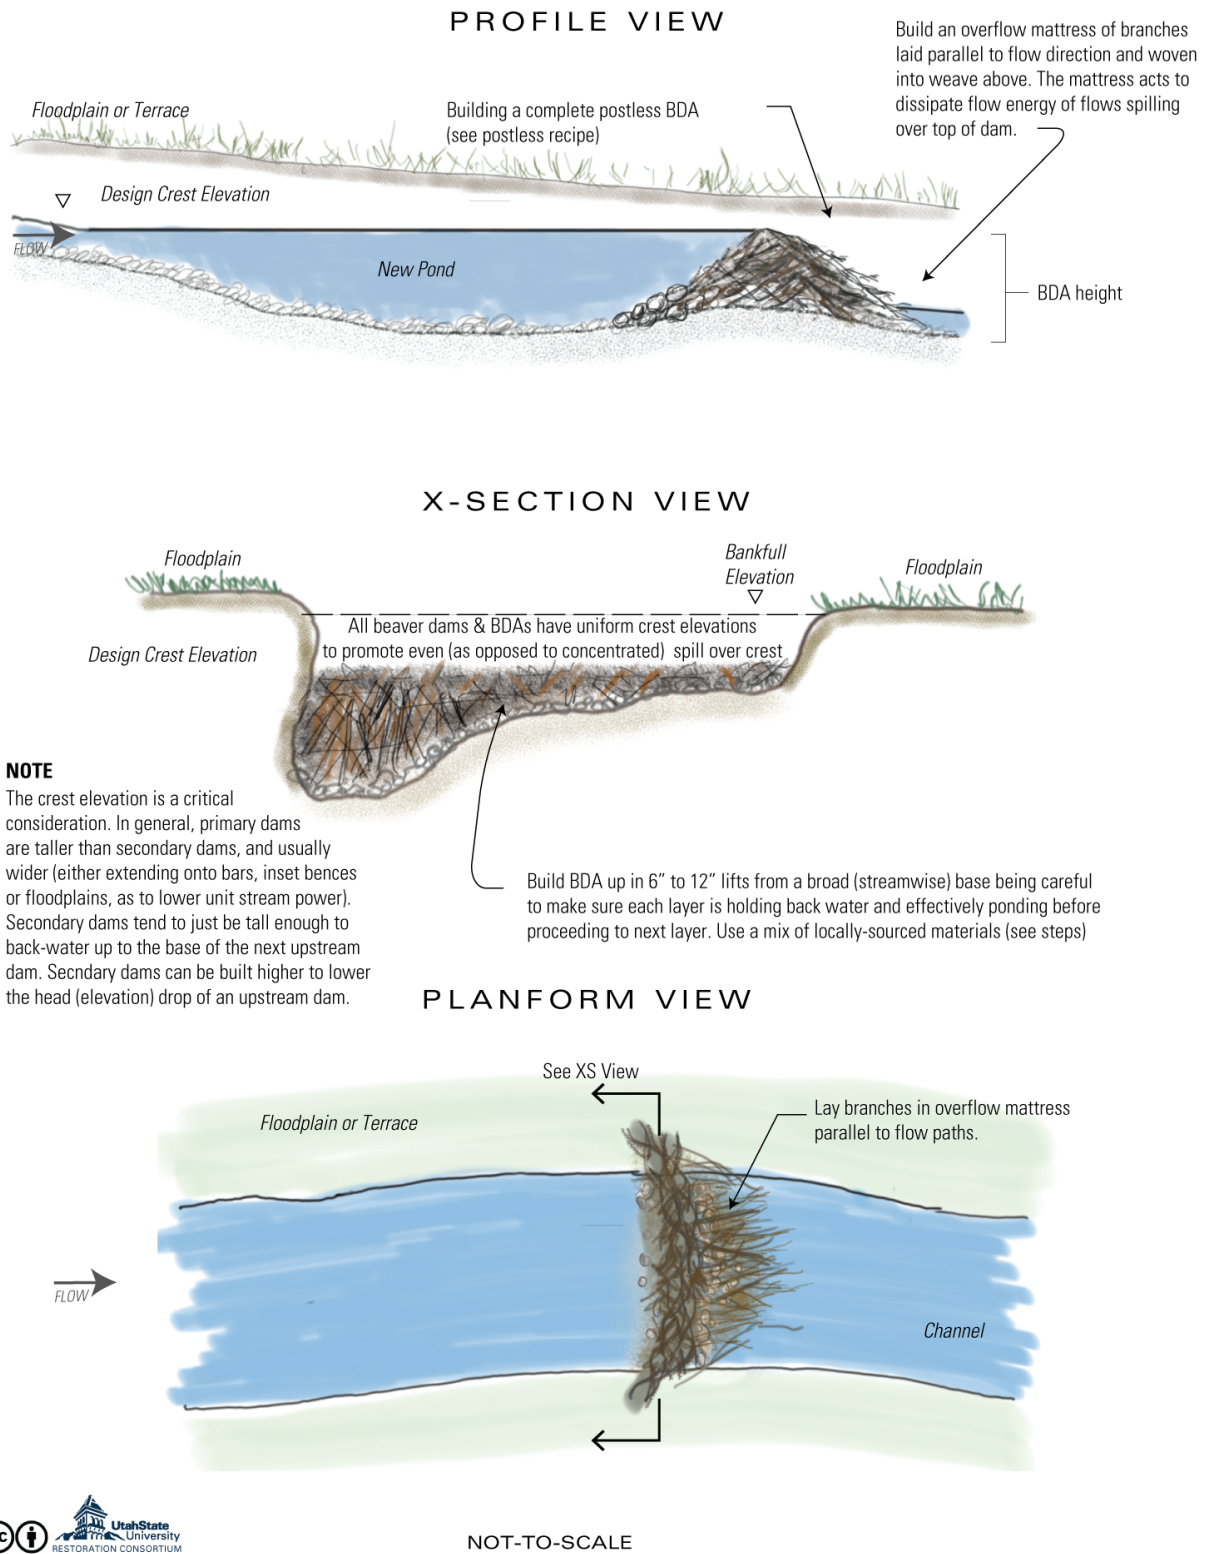 PROFILE VIEW
Build an overflow mattress of branches
laid parallel to flow direction and woven
into weave above. The mattress acts to
dissipate flow energy of flows spilling
over top of dam.
Floodplain or Terrace
Building a complete postless BDA
(see postless recipe)
Design Crest Elevation
FLOW
New Pond
BDA height
X-SECTION VIEW
Floodplain
Bankfull
Elevation
Floodplain
All beaver dams & BDAs have uniform crest elevations
to promote even (as opposed to concentrated) spill over crest
Design Crest Elevation
NOTE
The crest elevation is a critical
consideration. In general, primary dams
are taller than secondary dams, and usually
wider (either extending onto bars, inset bences
or floodplains, as to lower unit stream power).
Secondary dams tend to just be tall enough to
back-water up to the base of the next upstream
dam. Secndary dams can be built higher to lower
the head (elevation) drop of an upstream dam.
Build BDA up in 6” to 12” lifts from a broad (streamwise) base being careful
to make sure each layer is holding back water and effectively ponding before
proceeding to next layer. Use a mix of locally-sourced materials (see steps)
PLANFORM VIEW
See XS View
Lay branches in overflow mattress
parallel to flow paths.
Floodplain or Terrace
FLOW
Channel
UtahState
University
RESTORATION CONSORTIUM
NOT-TO-SCALE